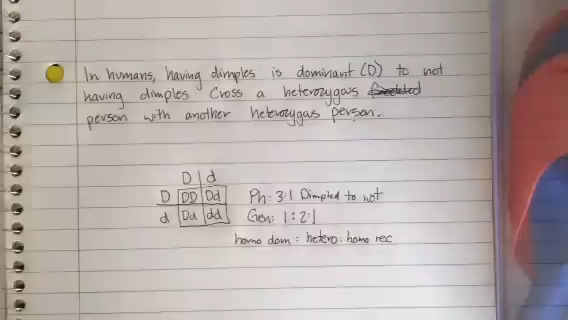 In humans, having dimples is dominant (D) to not
having dimples Cross a heterozygous
person with another heterozygous person.
D d
D DD Dd Ph: 3:1 Dimpled to not
d Dd dd Gen: 1:2:1
homo dom : hetero : homo rec